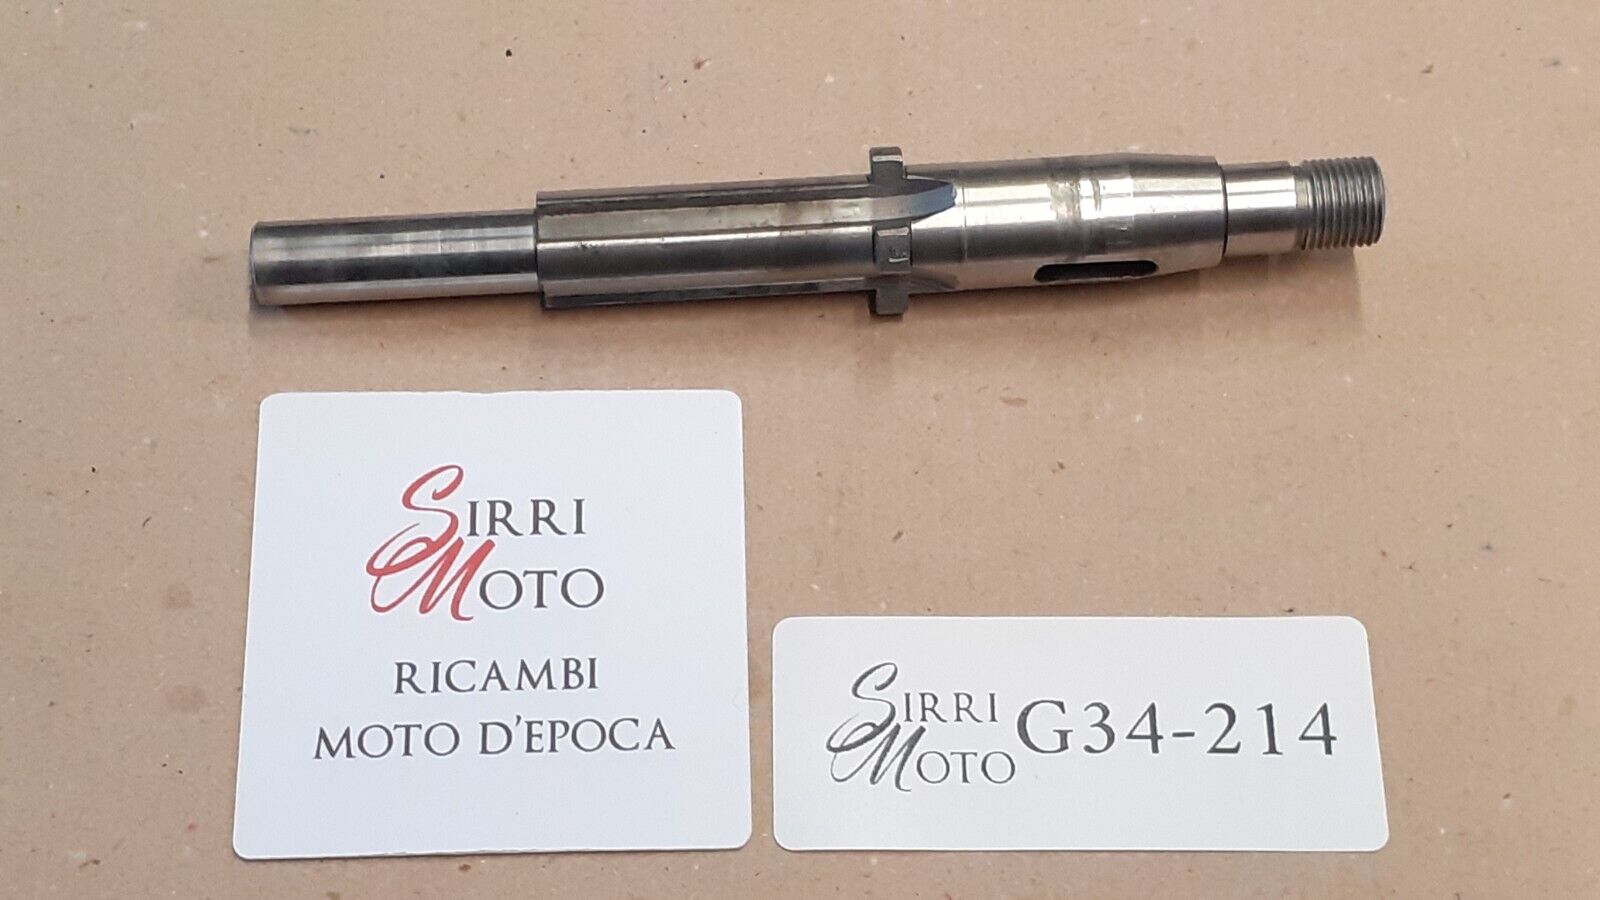 SIRRI
MOTO
RICAMBI
MOTO D'EPOCA
SIRRI
MOTO
G34-214